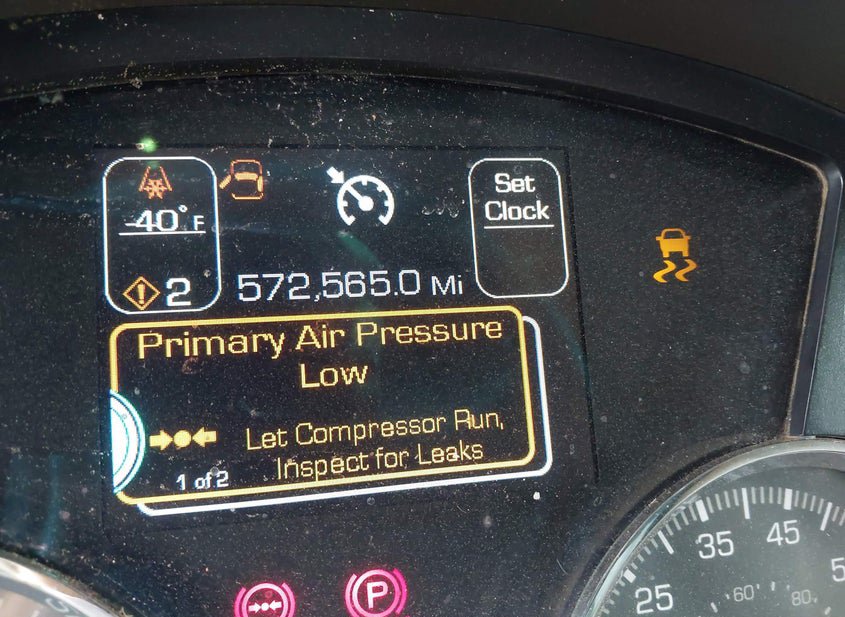 Set
Clock
-40° F
2
572,565.0 Mi
Primary Air Pressure
Low
Let Compressor Run,
Inspect for Leaks
1 of 2
P
25
35
45
60
80